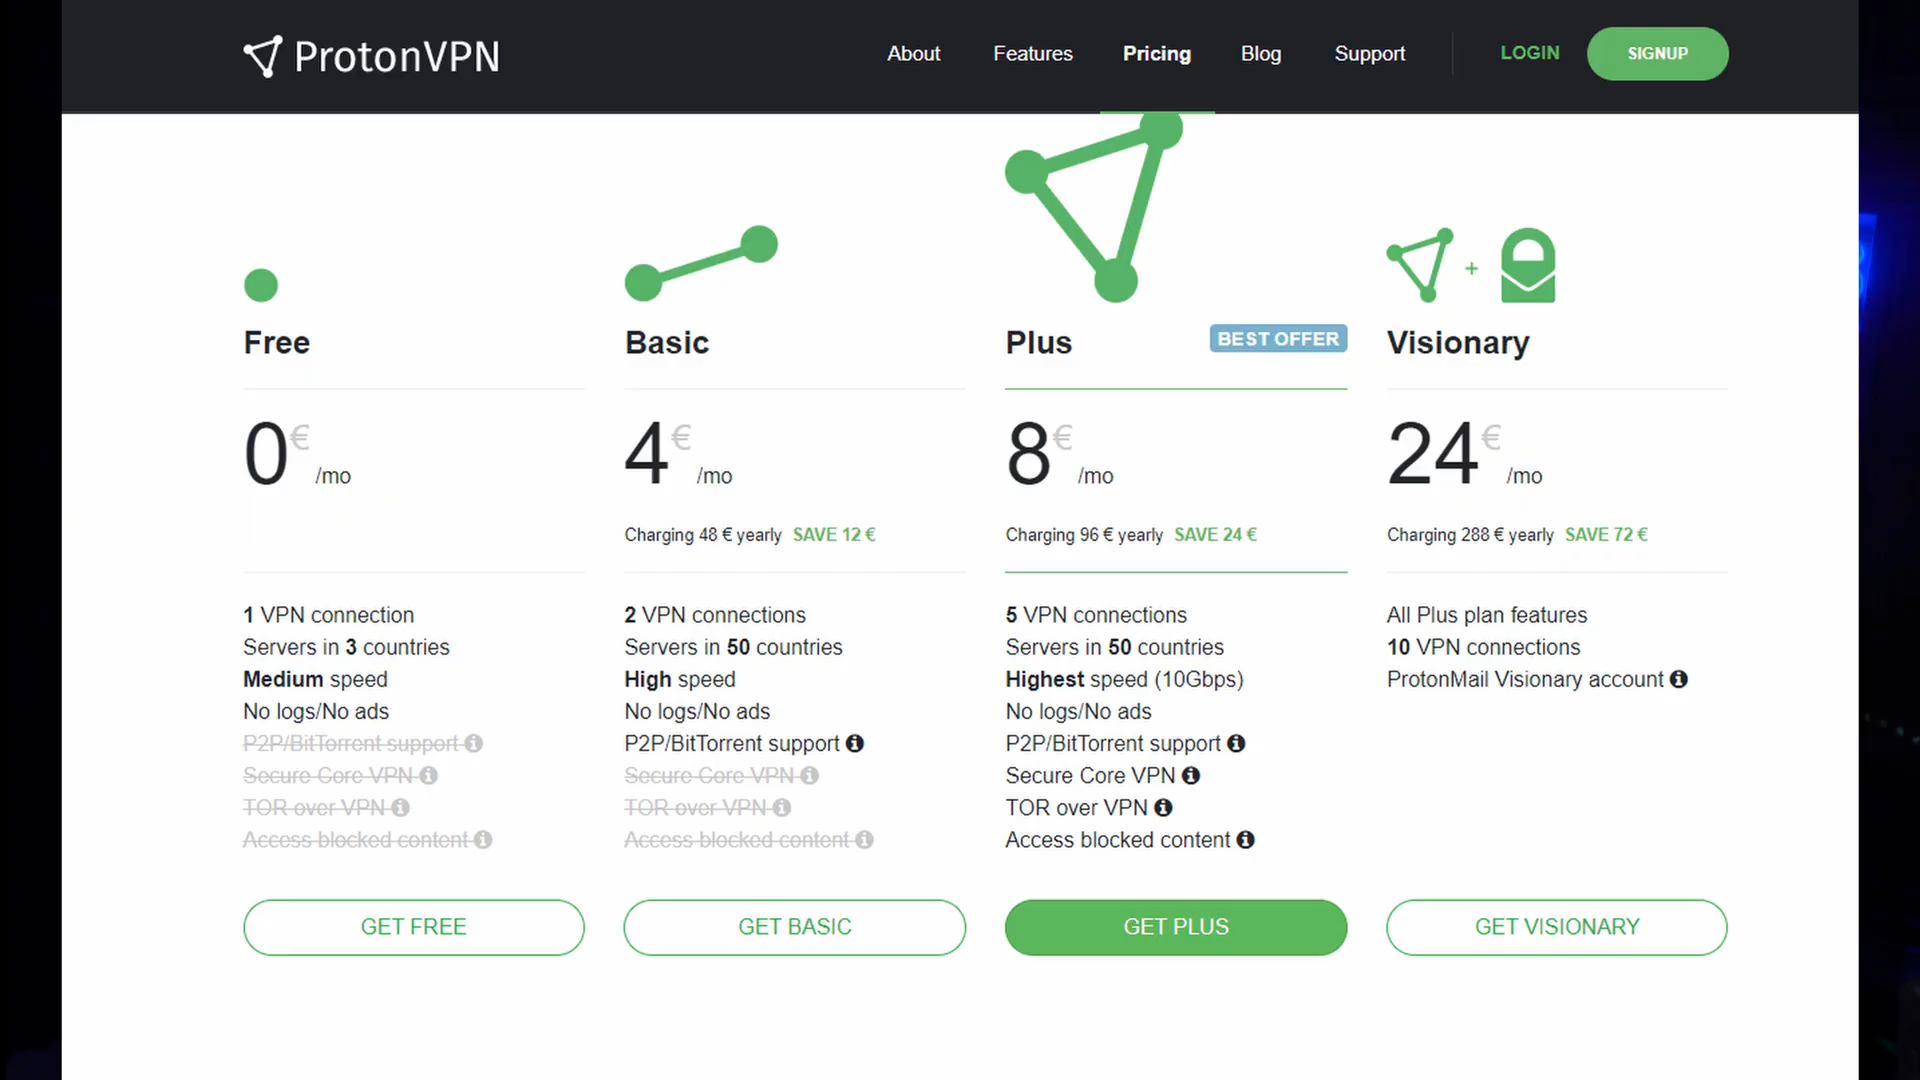 ProtonVPN
About Features Pricing Blog Support LOGIN SIGNUP
+
Free
0€ /mo
1 VPN connection
Servers in 3 countries
Medium speed
No logs/No ads
P2P/BitTorrent support
Secure Core VPN
TOR over VPN
Access blocked content
GET FREE
Basic
4€ /mo
Charging 48 € yearly SAVE 12 €
2 VPN connections
Servers in 50 countries
High speed
No logs/No ads
P2P/BitTorrent support
Secure Core VPN
TOR over VPN
Access blocked content
GET BASIC
Plus BEST OFFER
8€ /mo
Charging 96 € yearly SAVE 24 €
5 VPN connections
Servers in 50 countries
Highest speed (10Gbps)
No logs/No ads
P2P/BitTorrent support
Secure Core VPN
TOR over VPN
Access blocked content
GET PLUS
Visionary
24€ /mo
Charging 288 € yearly SAVE 72 €
All Plus plan features
10 VPN connections
ProtonMail Visionary account
GET VISIONARY